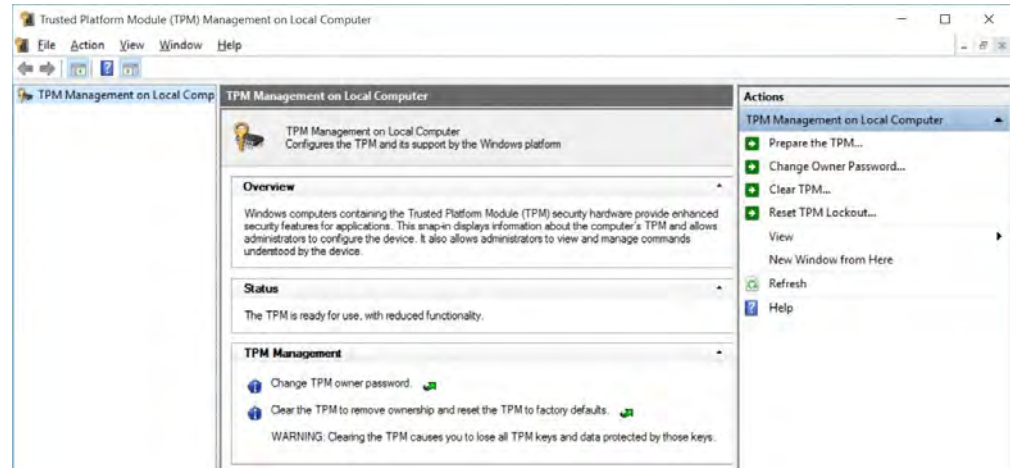 Trusted Platform Module (TPM) Management on Local Computer
File Action View Window Help
TPM Management on Local Comp
TPM Management on Local Computer
TPM Management on Local Computer
Configures the TPM and its support by the Windows platform
Overview
Windows computers containing the Trusted Platform Module (TPM) security hardware provide enhanced
security features for applications. This snap-in displays information about the computer's TPM and allows
administrators to configure the device. It also allows administrators to view and manage commands
understood by the device.
Status
The TPM is ready for use, with reduced functionality.
TPM Management
Change TPM owner password.
Clear the TPM to remove ownership and reset the TPM to factory defaults.
WARNING: Clearing the TPM causes you to lose all TPM keys and data protected by those keys.
Actions
TPM Management on Local Computer
Prepare the TPM...
Change Owner Password...
Clear TPM...
Reset TPM Lockout...
View
New Window from Here
Refresh
Help